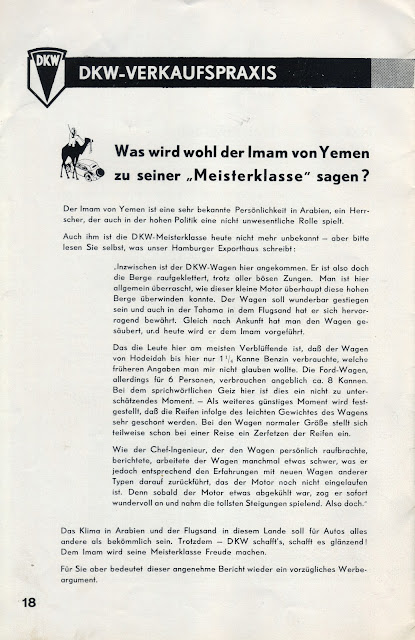 DKW
DKW-VERKAUFSPRAXIS
Was wird wohl der Imam von Yemen
zu seiner „Meisterklasse" sagen?
Der Imam von Yemen ist eine sehr bekannte Persönlichkeit in Arabien, ein Herr-
scher, der auch in der hohen Politik eine nicht unwesentliche Rolle spielt.
Auch ihm ist die DKW-Meisterklasse heute nicht mehr unbekannt – aber bitte
lesen Sie selbst, was unser Hamburger Exporthaus schreibt:
„Inzwischen ist der DKW-Wagen hier angekommen. Er ist also doch
die Berge raufgeklettert, trotz aller bösen Zungen. Man ist hier
allgemein überrascht, wie dieser kleine Motor überhaupt diese hohen
Berge überwinden konnte. Der Wagen soll wunderbar gestiegen
sein und auch in der Tahama in dem Flugsand hat er sich hervor-
ragend bewährt. Gleich nach Ankunft hat man den Wagen ge-
säubert, und heute wird er dem Imam vorgeführt.
Das die Leute hier am meisten Verblüffende ist, daß der Wagen
von Hodeidah bis hier nur 1¼ Kanne Benzin verbrauchte, welche
früheren Angaben man mir nicht glauben wollte. Die Ford-Wagen,
allerdings für 6 Personen, verbrauchen angeblich ca. 8 Kannen.
Bei dem sprichwörtlichen Geiz hier ist dies ein nicht zu unter-
schätzendes Moment. – Als weiteres günstiges Moment wird fest-
gestellt, daß die Reifen infolge des leichten Gewichtes des Wagens
sehr geschont werden. Bei den Wagen normaler Größe stellt sich
teilweise schon bei einer Reise ein Zerfetzen der Reifen ein.
Wie der Chef-Ingenieur, der den Wagen persönlich raufbrachte,
berichtete, arbeitete der Wagen manchmal etwas schwer, was er
jedoch entsprechend den Erfahrungen mit neuen Wagen anderer
Typen darauf zurückführt, das der Motor noch nicht eingelaufen
ist. Denn sobald der Motor etwas abgekühlt war, zog er sofort
wundervoll an und nahm die tollsten Steigungen spielend. Also doch."
Das Klima in Arabien und der Flugsand in diesem Lande soll für Autos alles
andere als bekömmlich sein. Trotzdem – DKW schafft's, schafft es glänzend!
Dem Imam wird seine Meisterklasse Freude machen.
Für Sie aber bedeutet dieser angenehme Bericht wieder ein vorzügliches Werbe-
argument.
18